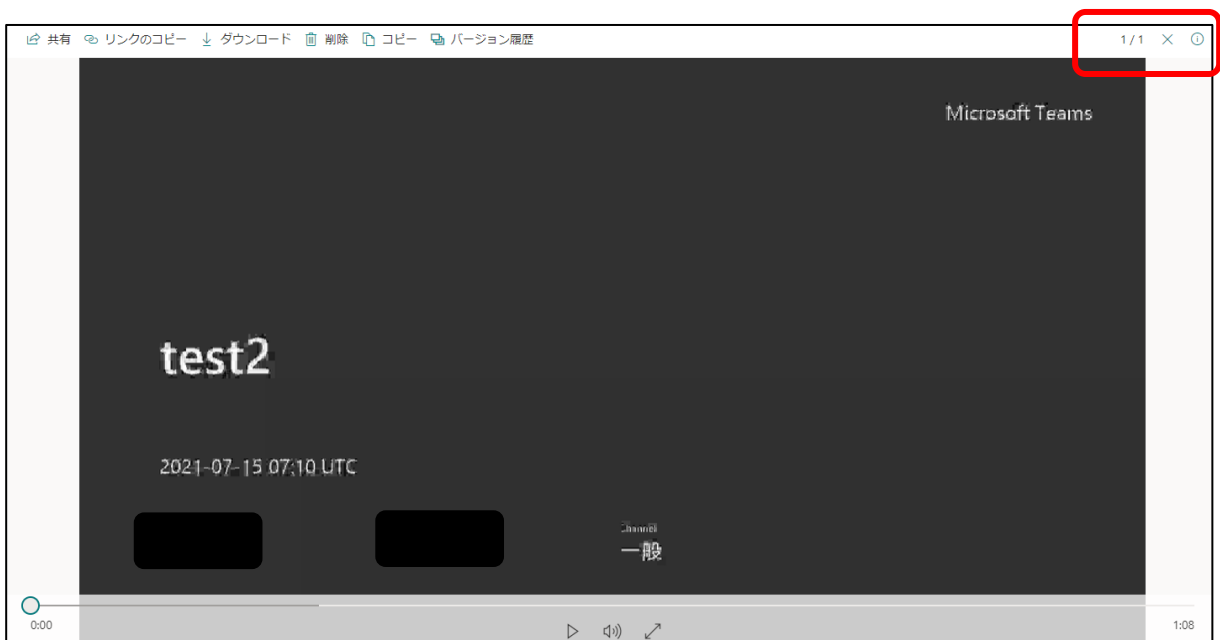 共有 リンクのコピー ダウンロード 削除 コピー バージョン履歴 1 / 1
Microsoft Teams
test2
2021-07-15 07:10 UTC
Channel
一般
0:00 1:08